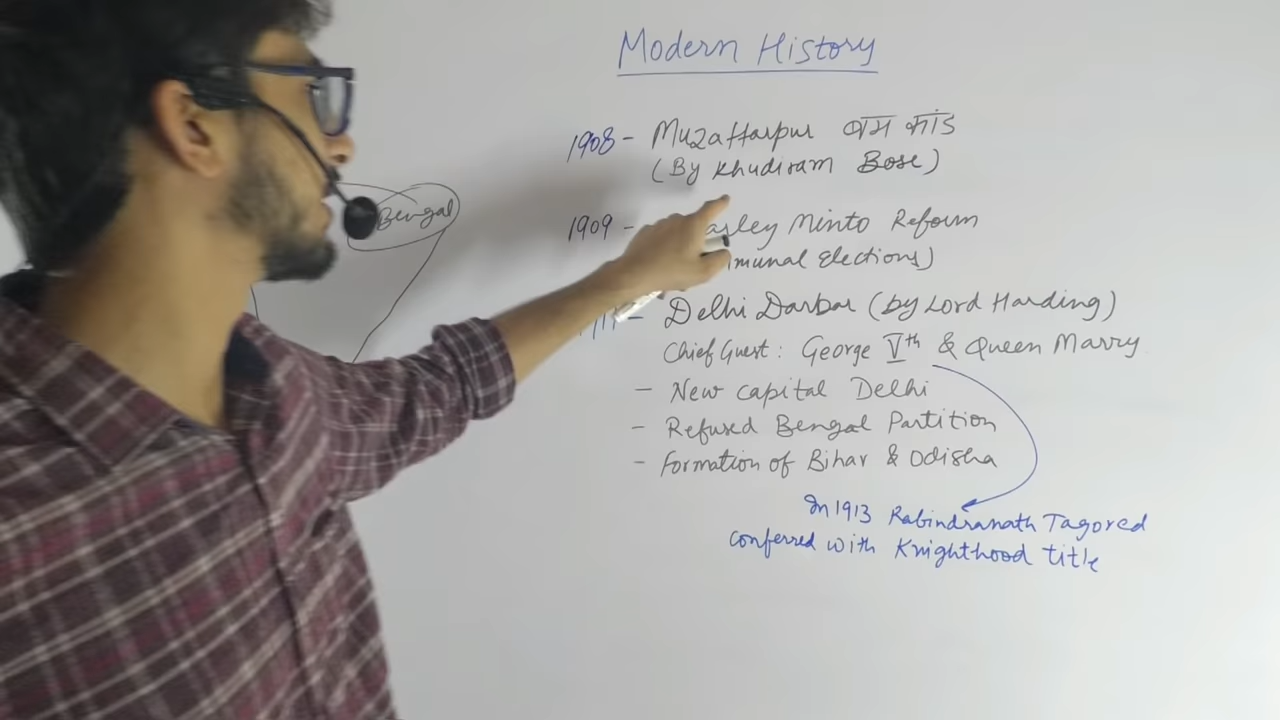 Modern History
1908 - Muzaffarpur बम कांड
(By Khudiram Bose)
Bengal
1909 - Minto Reform
Elections)
- Delhi Darbar (by Lord Harding)
Chief Guest : George Vth & Queen Marry
- New capital Delhi
- Refused Bengal Partition
- Formation of Bihar & Odisha
In 1913 Rabindranath Tagored
conferred with Knighthood title